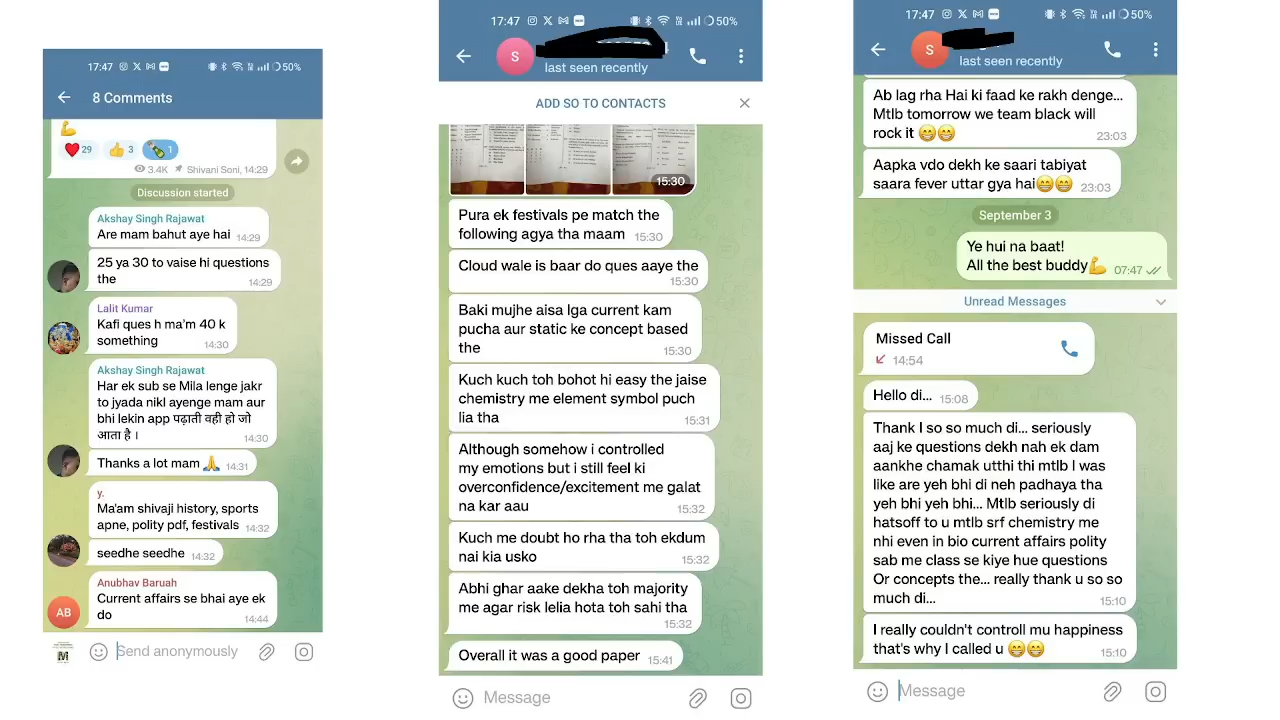 17:47
50%
8 Comments
29
3
1
3.4K
Shivani Soni, 14:29
Discussion started
Akshay Singh Rajawat
Are mam bahut aye hai 14:29
25 ya 30 to vaise hi questions
the 14:29
Lalit Kumar
Kafi ques h ma'm 40 k
something 14:30
Akshay Singh Rajawat
Har ek sub se Mila lenge jakr
to jyada nikl ayenge mam aur
bhi lekin app पढ़ाती वही हो जो
आता है । 14:30
Thanks a lot mam 14:31
y.
Ma'am shivaji history, sports
apne, polity pdf, festivals 14:32
seedhe seedhe 14:32
Anubhav Baruah
AB
Current affairs se bhai aye ek
do 14:44
Send anonymously
17:47
50%
S
last seen recently
ADD SO TO CONTACTS
15:30
Pura ek festivals pe match the
following agya tha maam 15:30
Cloud wale is baar do ques aaye the
15:30
Baki mujhe aisa lga current kam
pucha aur static ke concept based
the 15:30
Kuch kuch toh bohot hi easy the jaise
chemistry me element symbol puch
lia tha 15:31
Although somehow i controlled
my emotions but i still feel ki
overconfidence/excitement me galat
na kar aau 15:32
Kuch me doubt ho rha tha toh ekdum
nai kia usko 15:32
Abhi ghar aake dekha toh majority
me agar risk lelia hota toh sahi tha
15:32
Overall it was a good paper 15:41
Message
17:47
50%
S
last seen recently
Ab lag rha Hai ki faad ke rakh denge...
Mtlb tomorrow we team black will
rock it 23:03
Aapka vdo dekh ke saari tabiyat
saara fever uttar gya hai 23:03
September 3
Ye hui na baat!
All the best buddy 07:47
Unread Messages
Missed Call
14:54
Hello di... 15:08
Thank I so so much di... seriously
aaj ke questions dekh nah ek dam
aankhe chamak utthi thi mtlb I was
like are yeh bhi di neh padhaya tha
yeh bhi yeh bhi... Mtlb seriously di
hatsoff to u mtlb srf chemistry me
nhi even in bio current affairs polity
sab me class se kiye hue questions
Or concepts the... really thank u so so
much di... 15:10
I really couldn't controll mu happiness
that's why I called u 15:10
Message